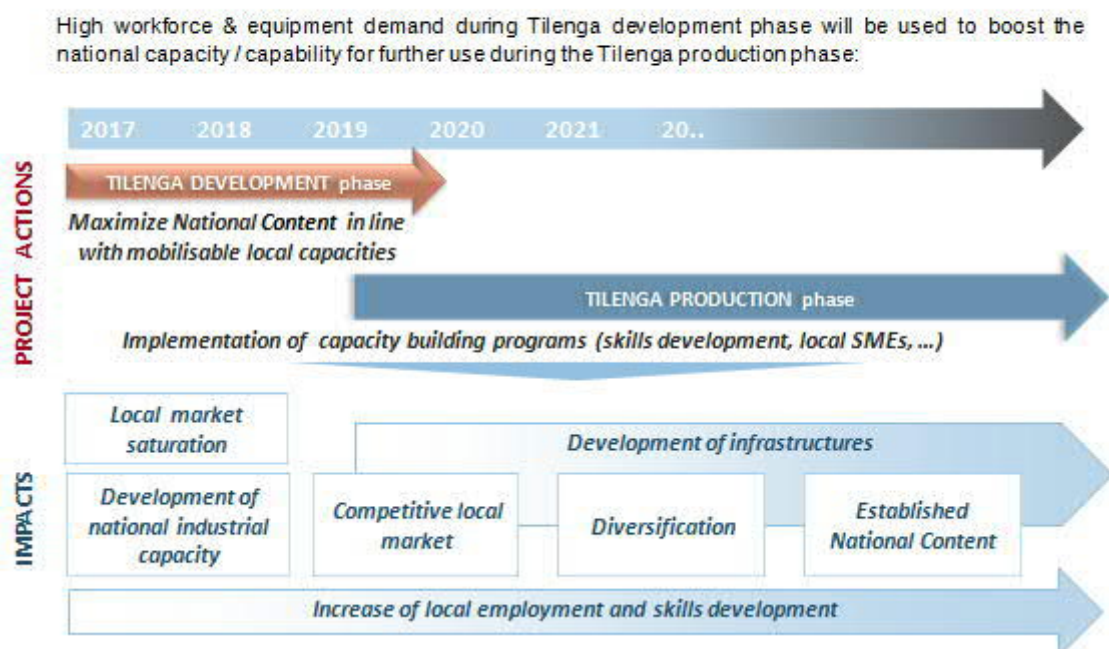 High workforce & equipment demand during Tilenga development phase will be used to boost the
national capacity / capability for further use during the Tilenga production phase:
2017 2018 2019 2020 2021 20..
PROJECT ACTIONS
TILENGA DEVELOPMENT phase
Maximize National Content in line
with mobilisable local capacities
TILENGA PRODUCTION phase
Implementation of capacity building programs (skills development, local SMEs, ...)
IMPACTS
Local market
saturation
Development of infrastructures
Development of
national industrial
capacity
Competitive local
market
Diversification
Established
National Content
Increase of local employment and skills development